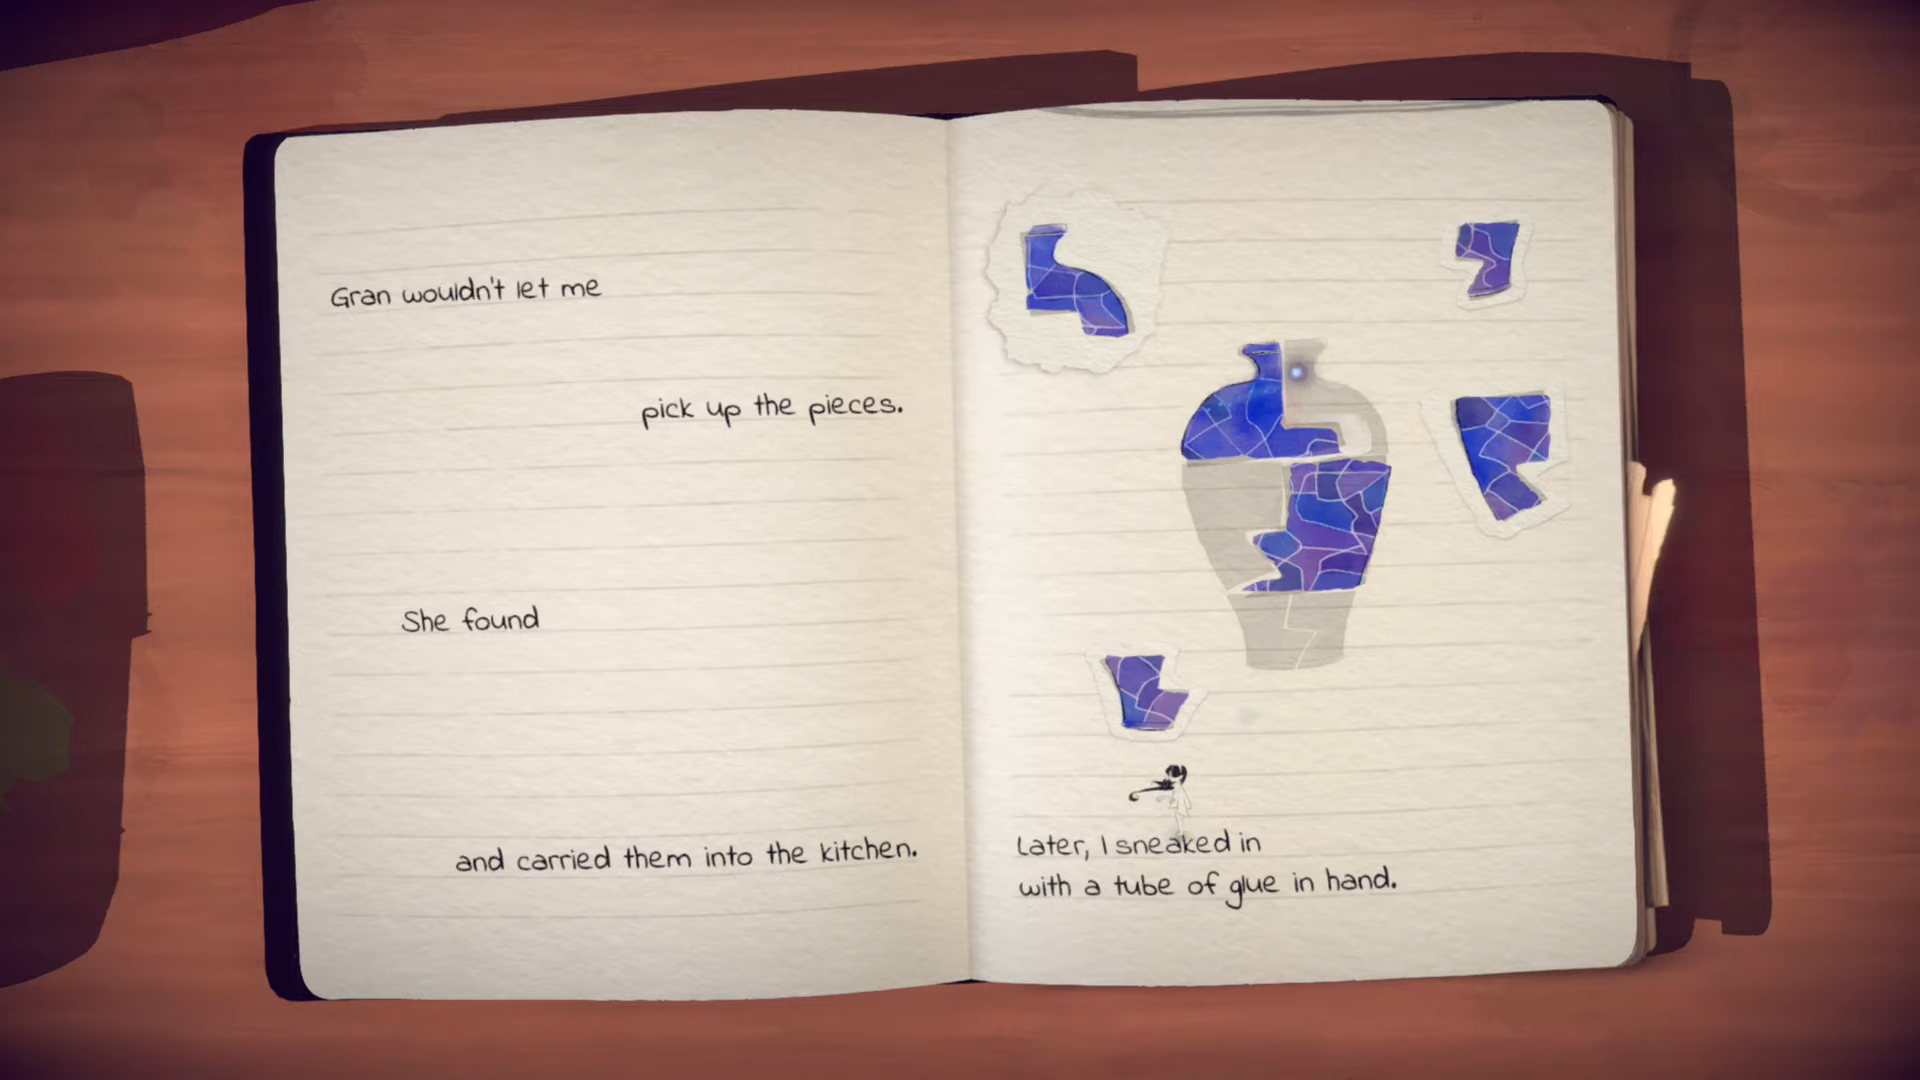 Gran wouldn't let me
pick up the pieces.
She found
and carried them into the kitchen.
Later, I sneaked in
with a tube of glue in hand.